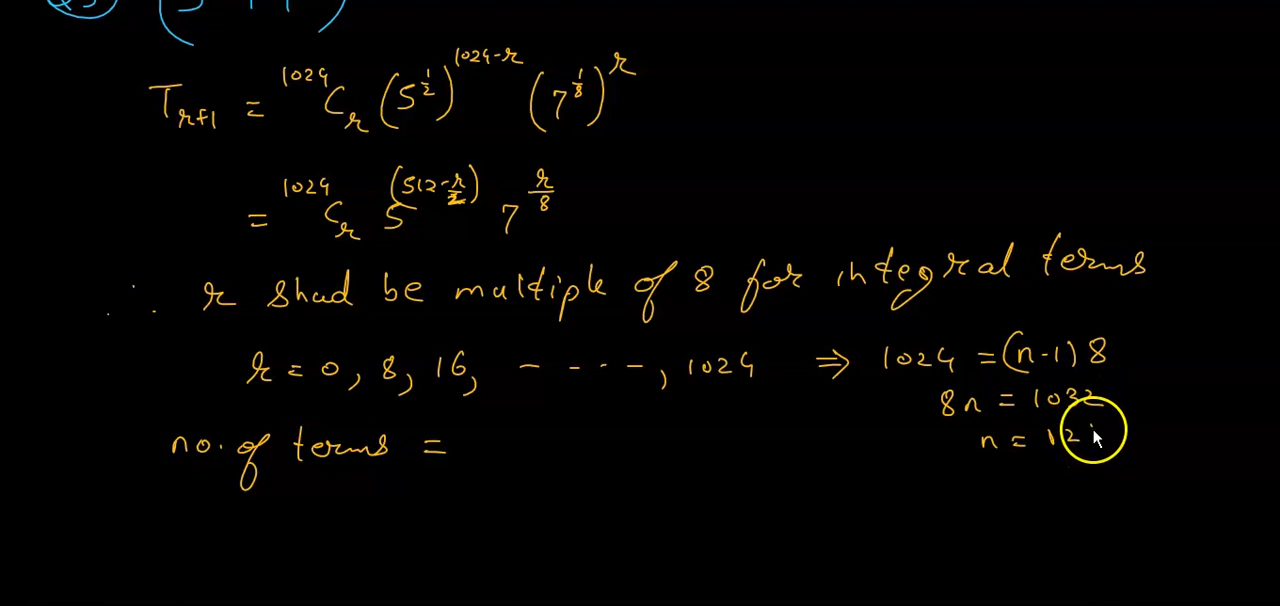 T_{r+1} = ^{1024}C_r (5^{1/2})^{1024-r} (7^{1/8})^r
= ^{1024}C_r 5^{(512-r/2)} 7^{r/8}
∴ r shud be multiple of 8 for integral terms
r = 0, 8, 16, - - - - -, 1024 ⇒ 1024 = (n-1) 8
8n = 1032
no. of terms = n = 12